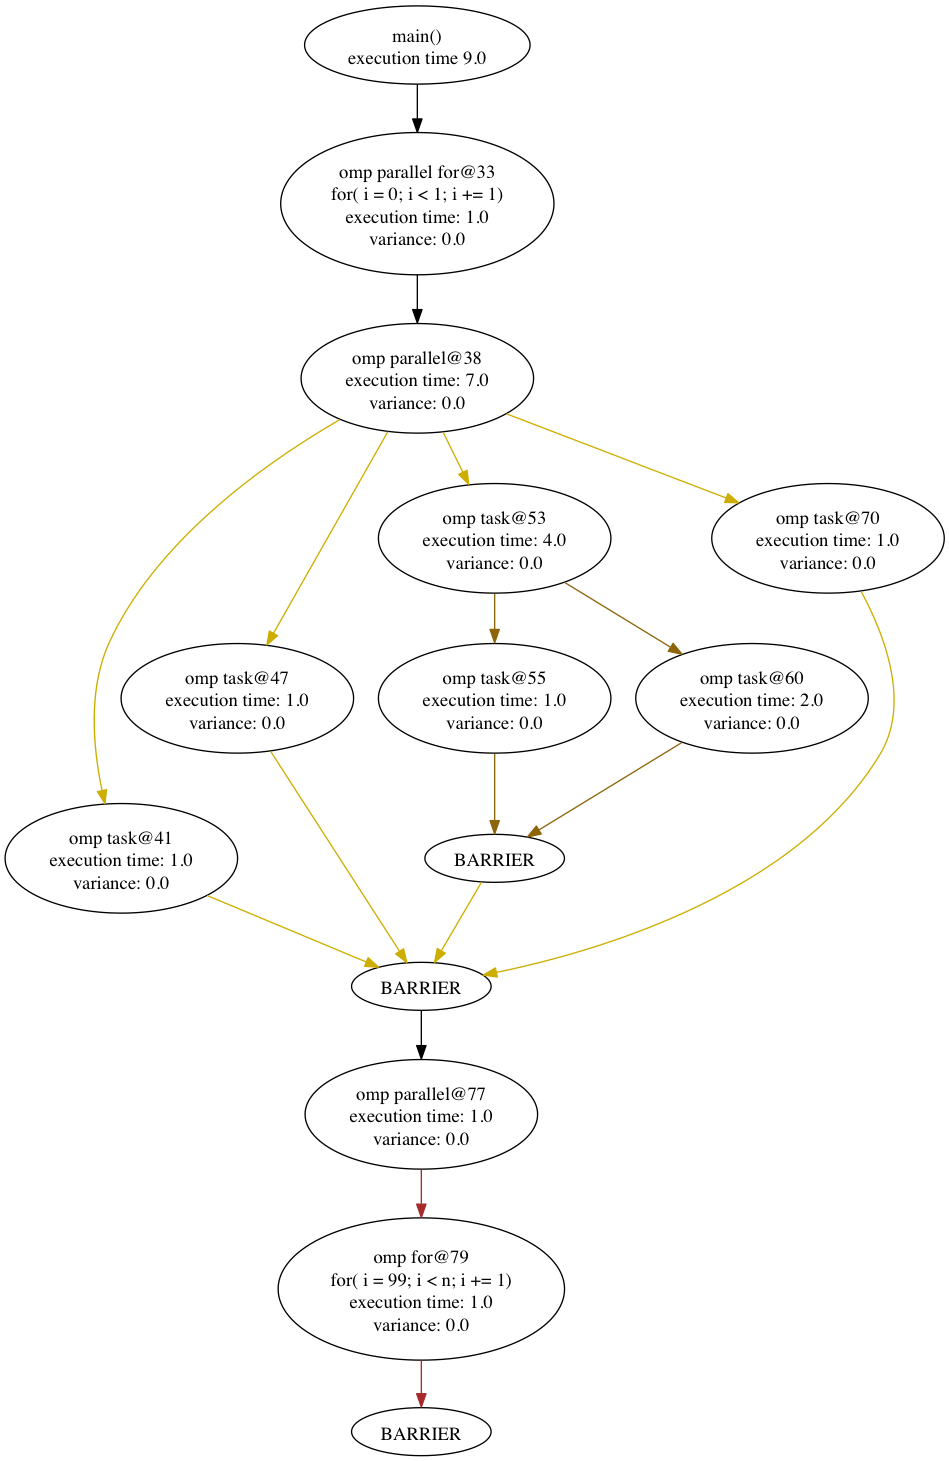 main()
execution time 9.0
omp parallel for@33
for( i = 0; i < 1; i += 1)
execution time: 1.0
variance: 0.0
omp parallel@38
execution time: 7.0
variance: 0.0
omp task@53
execution time: 4.0
variance: 0.0
omp task@70
execution time: 1.0
variance: 0.0
omp task@47
execution time: 1.0
variance: 0.0
omp task@55
execution time: 1.0
variance: 0.0
omp task@60
execution time: 2.0
variance: 0.0
omp task@41
execution time: 1.0
variance: 0.0
BARRIER
BARRIER
omp parallel@77
execution time: 1.0
variance: 0.0
omp for@79
for( i = 99; i < n; i += 1)
execution time: 1.0
variance: 0.0
BARRIER